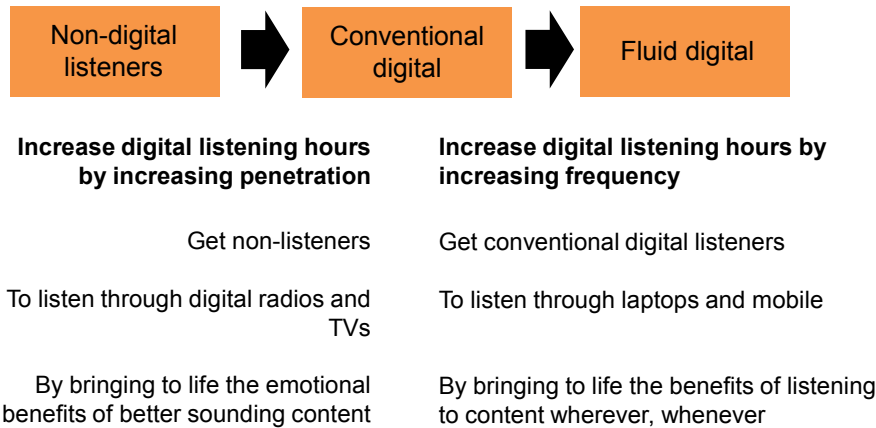 Non-digital
listeners
Conventional
digital
Fluid digital
Increase digital listening hours
by increasing penetration
Get non-listeners
To listen through digital radios and
TVs
By bringing to life the emotional
benefits of better sounding content
Increase digital listening hours by
increasing frequency
Get conventional digital listeners
To listen through laptops and mobile
By bringing to life the benefits of listening
to content wherever, whenever